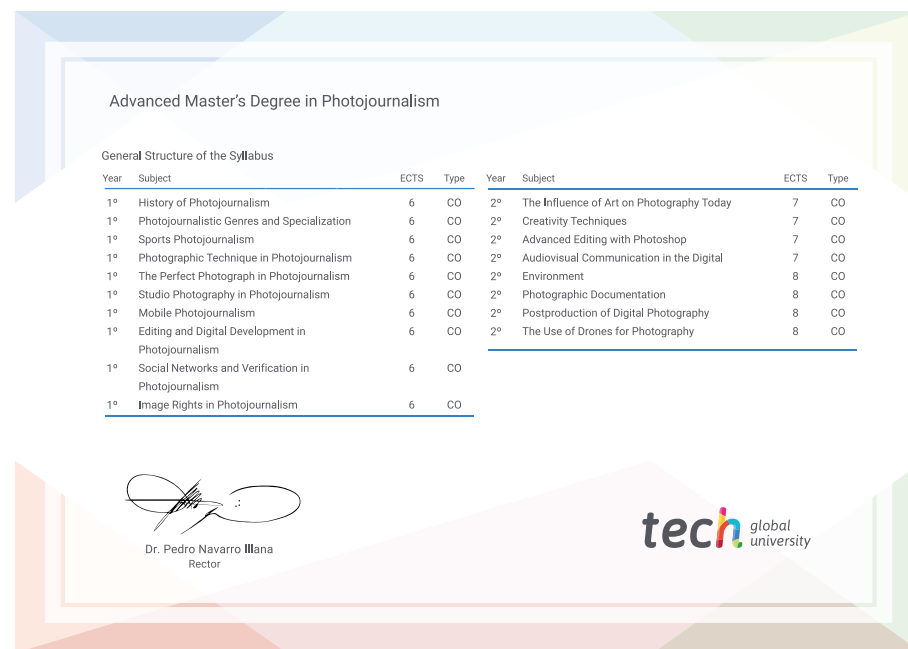 Advanced Master's Degree in Photojournalism
General Structure of the Syllabus
Year Subject ECTS Type
1º History of Photojournalism 6 CO
1º Photojournalistic Genres and Specialization 6 CO
1º Sports Photojournalism 6 CO
1º Photographic Technique in Photojournalism 6 CO
1º The Perfect Photograph in Photojournalism 6 CO
1º Studio Photography in Photojournalism 6 CO
1º Mobile Photojournalism 6 CO
1º Editing and Digital Development in 6 CO
Photojournalism
1º Social Networks and Verification in 6 CO
Photojournalism
1º Image Rights in Photojournalism 6 CO
Year Subject ECTS Type
2º The Influence of Art on Photography Today 7 CO
2º Creativity Techniques 7 CO
2º Advanced Editing with Photoshop 7 CO
2º Audiovisual Communication in the Digital 7 CO
2º Environment 8 CO
2º Photographic Documentation 8 CO
2º Postproduction of Digital Photography 8 CO
2º The Use of Drones for Photography 8 CO
Dr. Pedro Navarro Illana
Rector
tech global
university